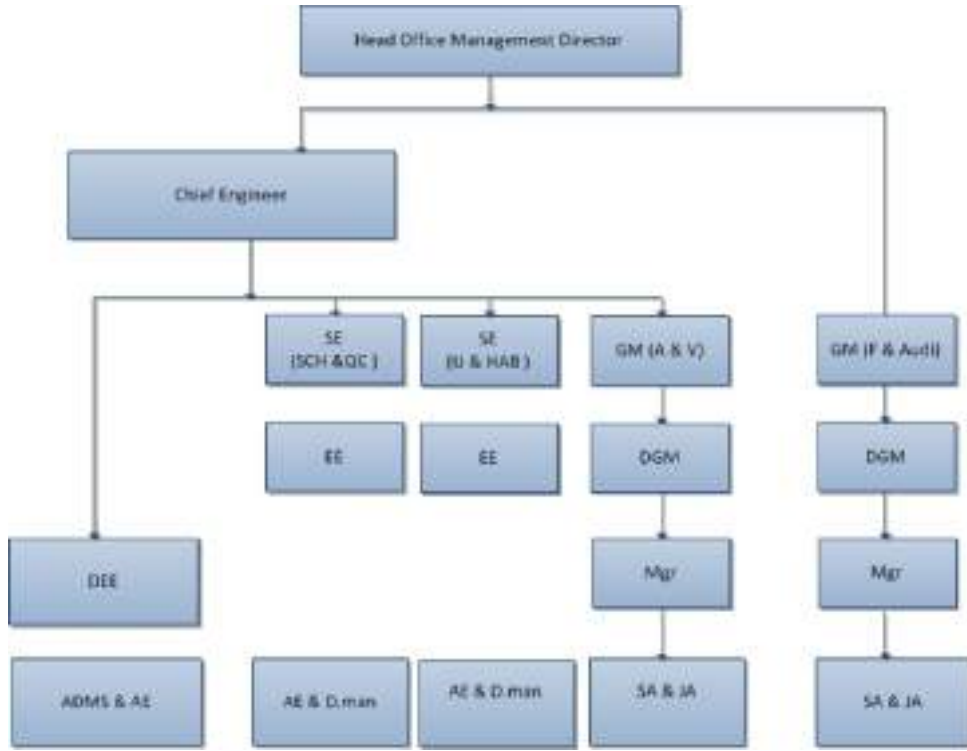 Head Office Management Director
Chief Engineer
SE
(SCH &QC )
SE
(U & HAB )
GM (A & V)
GM (F & Audi)
EE
EE
DGM
DGM
DEE
Mgr
Mgr
ADMS & AE
AE & D.man
AE & D.man
SA & JA
SA & JA